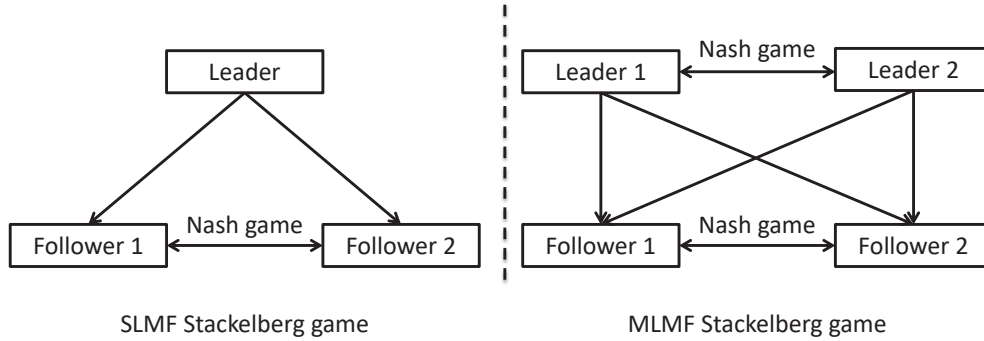 Leader
Follower 1
Nash game
Follower 2
SLMF Stackelberg game
Leader 1
Nash game
Leader 2
Follower 1
Nash game
Follower 2
MLMF Stackelberg game